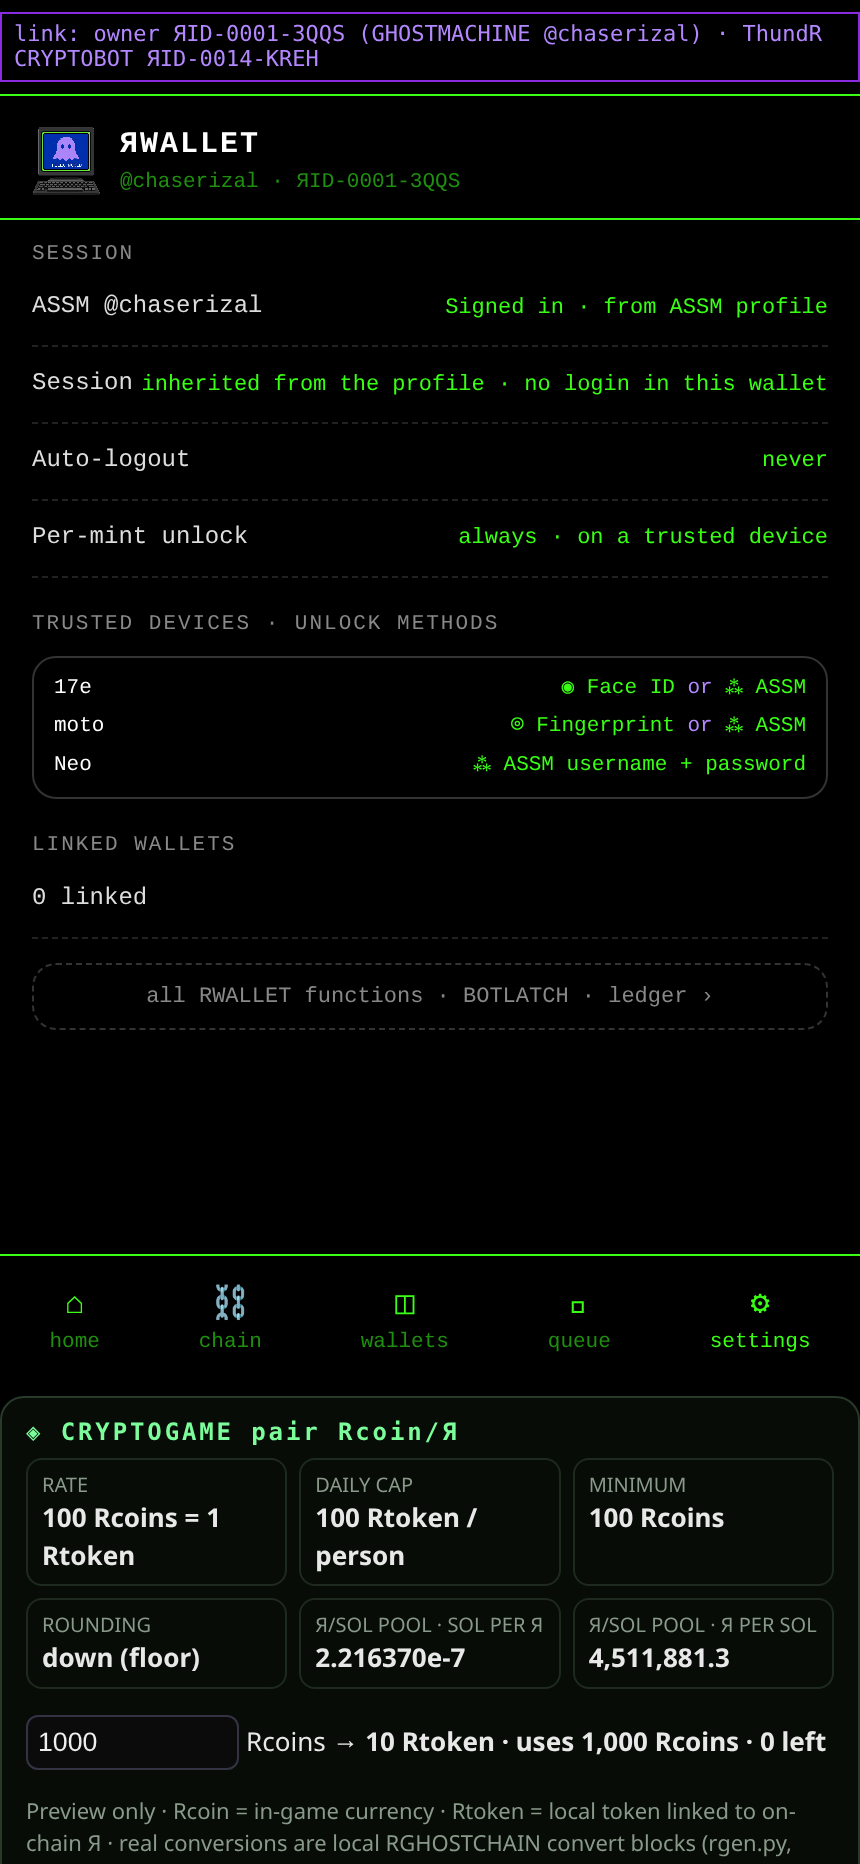 link: owner ЯID-0001-3QQS (GHOSTMACHINE @chaserizal) · ThundR
CRYPTOBOT ЯID-0014-KREH
ЯWALLET
@chaserizal · ЯID-0001-3QQS
SESSION
ASSM @chaserizal Signed in · from ASSM profile
Session inherited from the profile · no login in this wallet
Auto-logout never
Per-mint unlock always · on a trusted device
TRUSTED DEVICES · UNLOCK METHODS
17e ◉ Face ID or ⁂ ASSM
moto ⌾ Fingerprint or ⁂ ASSM
Neo ⁂ ASSM username + password
LINKED WALLETS
0 linked
all RWALLET functions · BOTLATCH · ledger ›
home chain wallets queue settings
◈ CRYPTOGAME pair Rcoin/Я
RATE
100 Rcoins = 1
Rtoken
DAILY CAP
100 Rtoken /
person
MINIMUM
100 Rcoins
ROUNDING
down (floor)
Я/SOL POOL · SOL PER Я
2.216370e-7
Я/SOL POOL · Я PER SOL
4,511,881.3
1000 Rcoins → 10 Rtoken · uses 1,000 Rcoins · 0 left
Preview only · Rcoin = in-game currency · Rtoken = local token linked to on-
chain Я · real conversions are local RGHOSTCHAIN convert blocks (rgen.py,